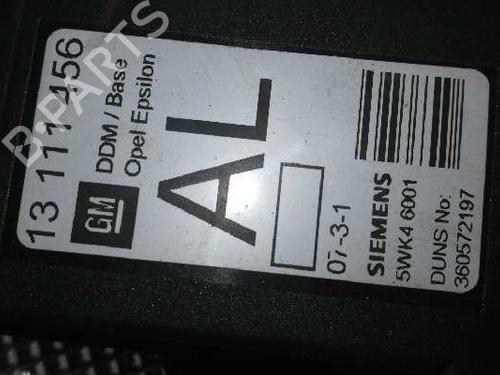 13 111 456
GM
DDM / Base
Opel Epsilon
AL
07-3-1
SIEMENS
5WK4 6001
DUNS No:
360572197
B-PARTS